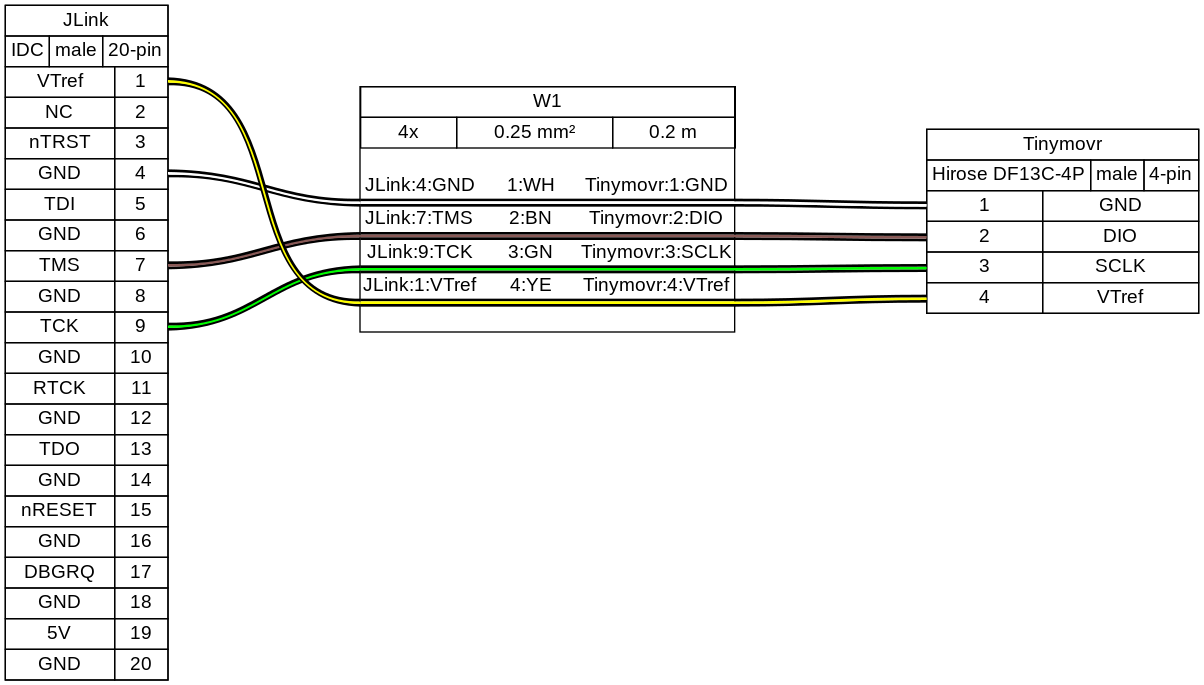 JLink
IDC male 20-pin
VTref 1
NC 2
nTRST 3
GND 4
TDI 5
GND 6
TMS 7
GND 8
TCK 9
GND 10
RTCK 11
GND 12
TDO 13
GND 14
nRESET 15
GND 16
DBGRQ 17
GND 18
5V 19
GND 20
W1
4x 0.25 mm² 0.2 m
JLink:4:GND 1:WH Tinymovr:1:GND
JLink:7:TMS 2:BN Tinymovr:2:DIO
JLink:9:TCK 3:GN Tinymovr:3:SCLK
JLink:1:VTref 4:YE Tinymovr:4:VTref
Tinymovr
Hirose DF13C-4P male 4-pin
1 GND
2 DIO
3 SCLK
4 VTref